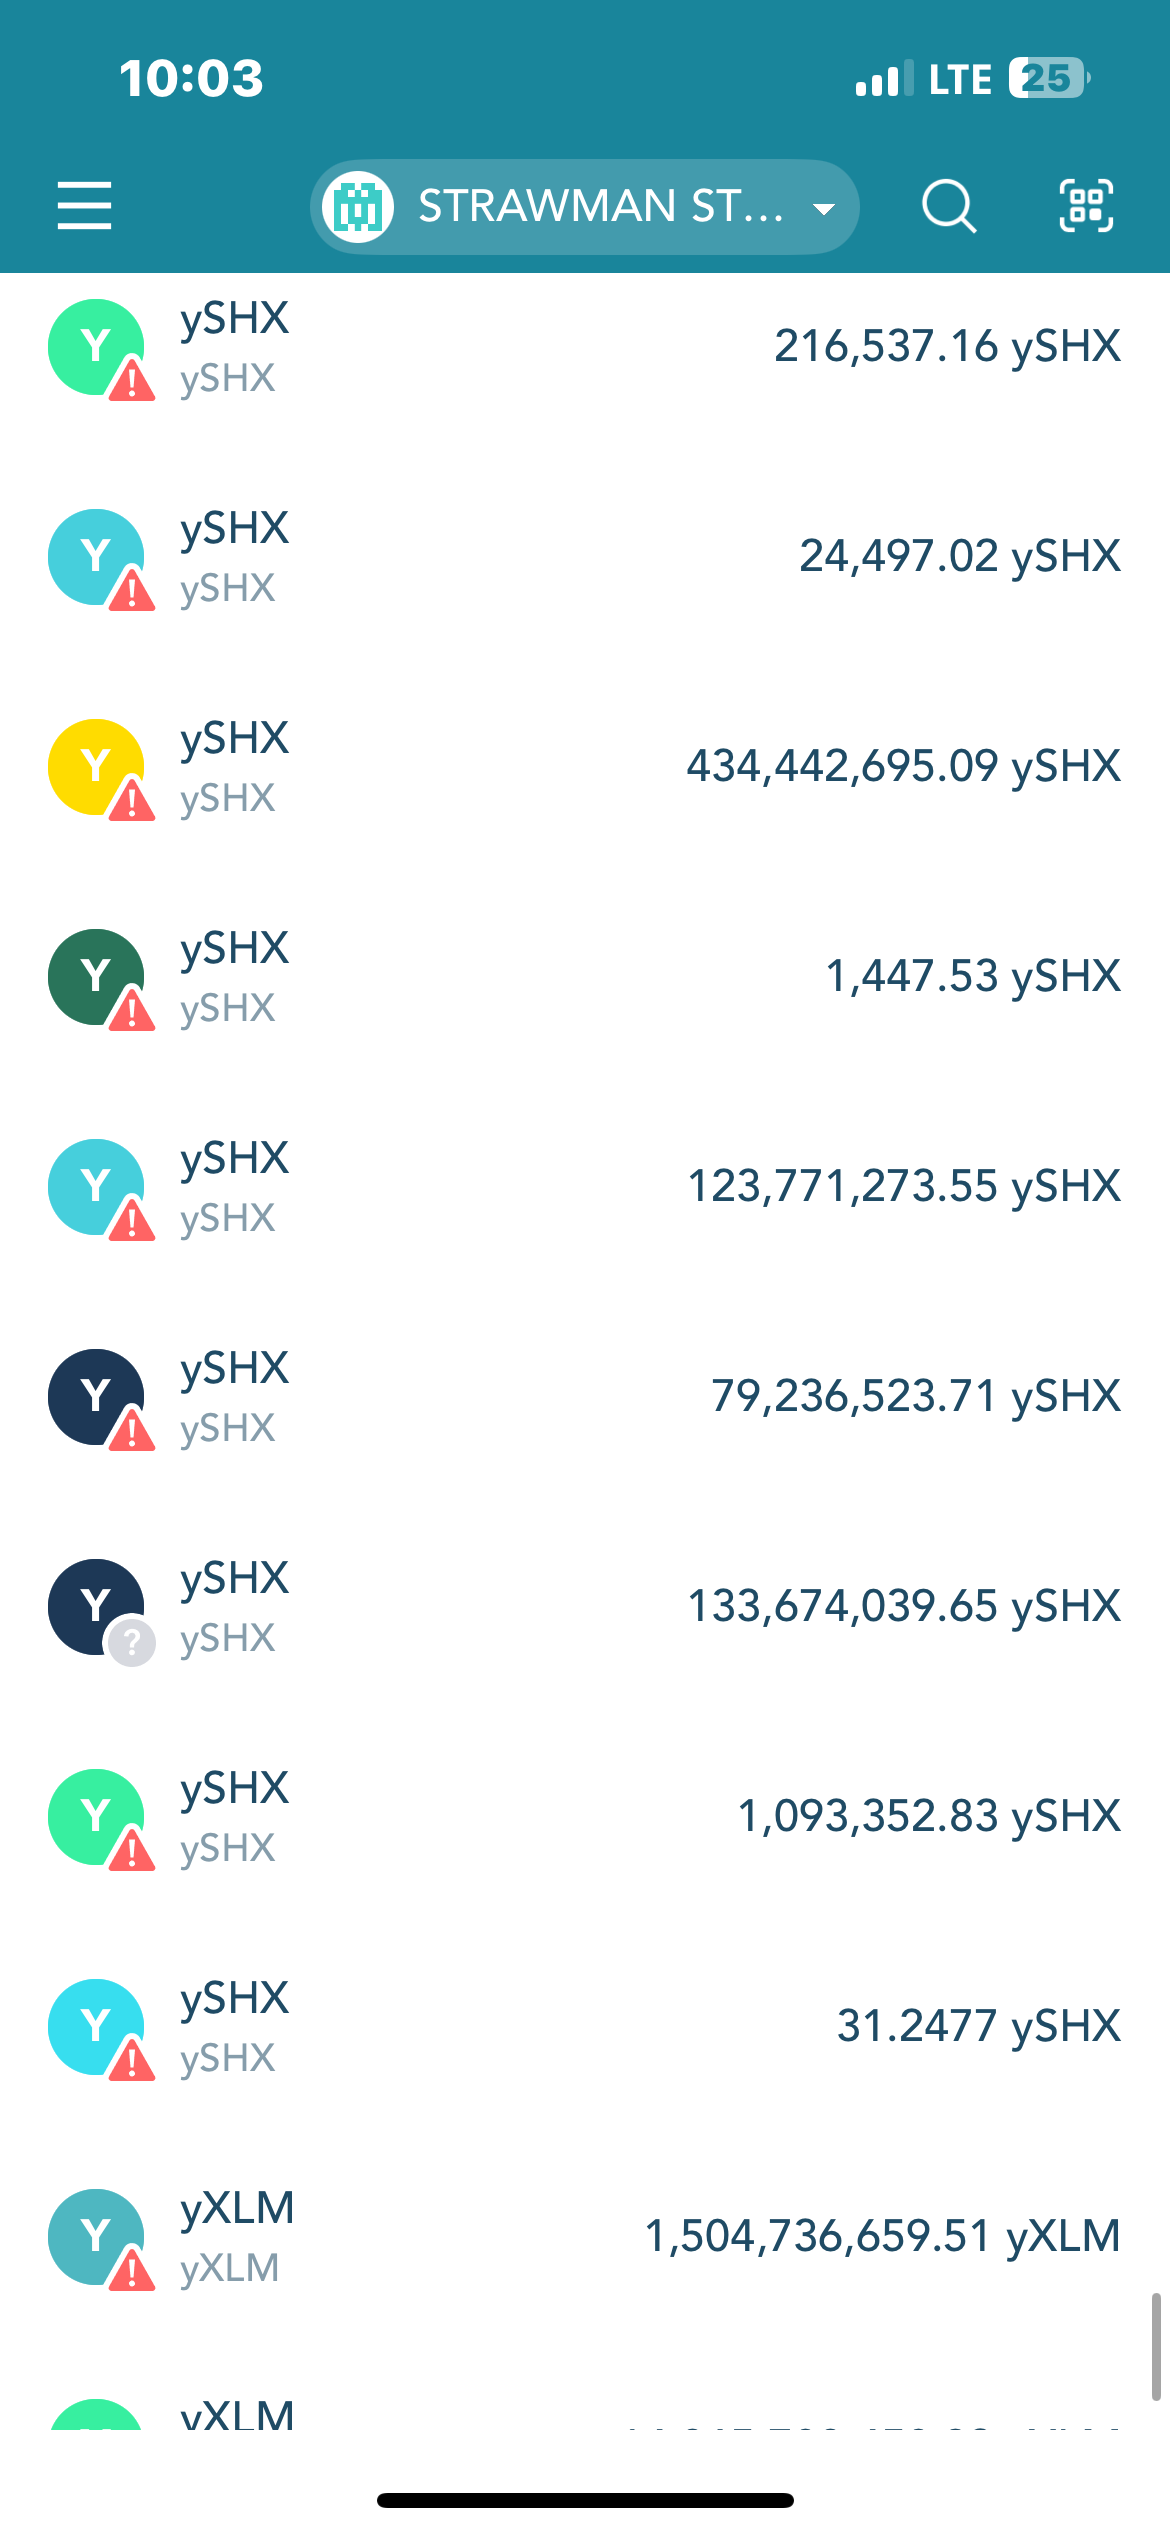 10:03
LTE 25
STRAWMAN ST...
Y ySHX
ySHX
216,537.16 ySHX
Y ySHX
ySHX
24,497.02 ySHX
Y ySHX
ySHX
434,442,695.09 ySHX
Y ySHX
ySHX
1,447.53 ySHX
Y ySHX
ySHX
123,771,273.55 ySHX
Y ySHX
ySHX
79,236,523.71 ySHX
Y ySHX
? ySHX
133,674,039.65 ySHX
Y ySHX
ySHX
1,093,352.83 ySHX
Y ySHX
ySHX
31.2477 ySHX
Y yXLM
yXLM
1,504,736,659.51 yXLM
yXLM